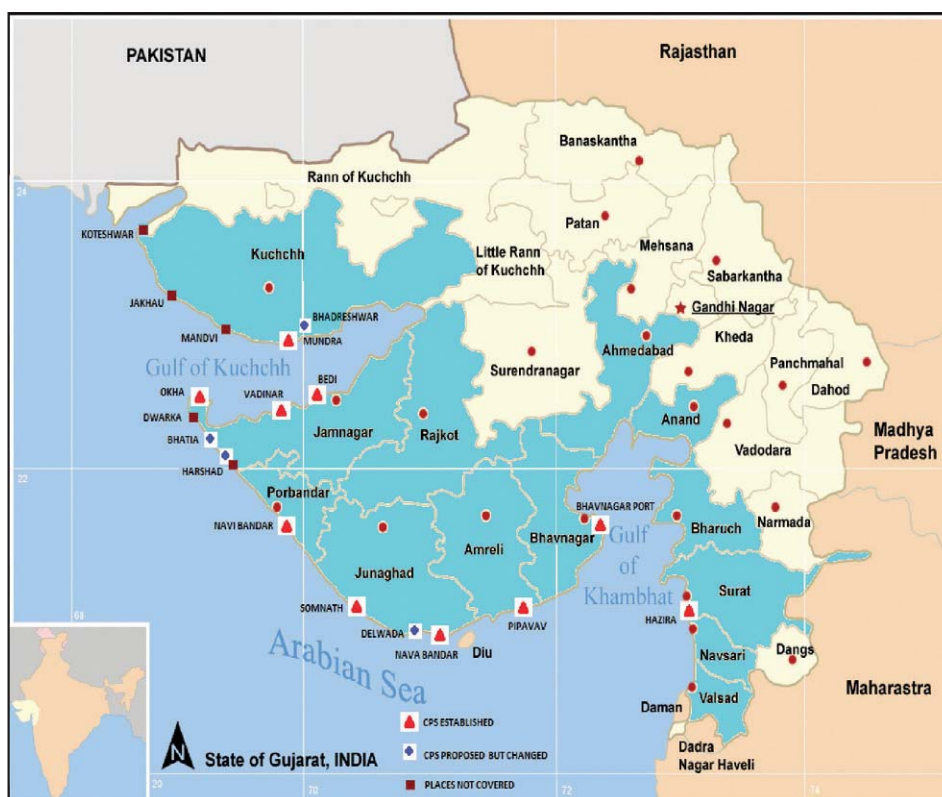 PAKISTAN
Rajasthan
Banaskantha
24
Rann of Kuchchh
Patan
Mehsana
KOTESHWAR
Kuchchh
Little Rann
of Kuchchh
Sabarkantha
JAKHAU
BHADRESHWAR
Gandhi Nagar
MANDVI
MUNDRA
Ahmedabad
Kheda
Gulf of Kuchchh
Surendranagar
Panchmahal
OKHA
VADINAR
BEDI
Dahod
DWARKA
Anand
BHATIA
Jamnagar
Rajkot
Vadodara
Madhya
Pradesh
HARSHAD
22
Porbandar
BHAVNAGAR PORT
NAVI BANDAR
Bhavnagar
Bharuch
Narmada
Junaghad
Amreli
Gulf
of
Khambhat
Surat
SOMNATH
68
PIPAVAV
HAZIRA
DELWADA
NAVA BANDAR
Diu
Navsari
Dangs
Arabian Sea
Valsad
Maharastra
Daman
CPS ESTABLISHED
N
State of Gujarat, INDIA
CPS PROPOSED BUT CHANGED
Dadra
Nagar Haveli
PLACES NOT COVERED
20
70
72
74